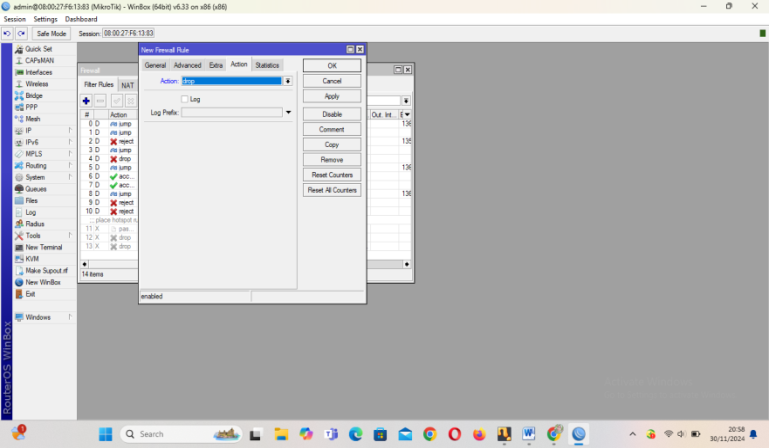 admin@08:00:27:F6:13:83 (MikroTik) - WinBox (64bit) v6.33 on x86 (x86)
Session Settings Dashboard
Safe Mode Session: 08:00:27:F6:13:83
Quick Set
CAPsMAN
Interfaces
Wireless
Bridge
PPP
Mesh
IP
IPv6
MPLS
Routing
System
Queues
Files
Log
Radius
Tools
New Terminal
KVM
Make Supout.rif
New WinBox
Exit
Windows
RouterOS WinBox
Firewall
Filter Rules NAT
# Action Out. Int...
0 D jump 136
1 D jump
2 D reject 135
3 D jump
4 D drop
5 D jump 136
6 D acc...
7 D acc...
8 D jump 136
9 D reject
10 D reject
::: place hotspot r
11 X pas...
12 X drop
13 X drop
14 items
New Firewall Rule
General Advanced Extra Action Statistics
Action: drop
Log
Log Prefix:
OK
Cancel
Apply
Disable
Comment
Copy
Remove
Reset Counters
Reset All Counters
enabled
Search
20:58
30/11/2024